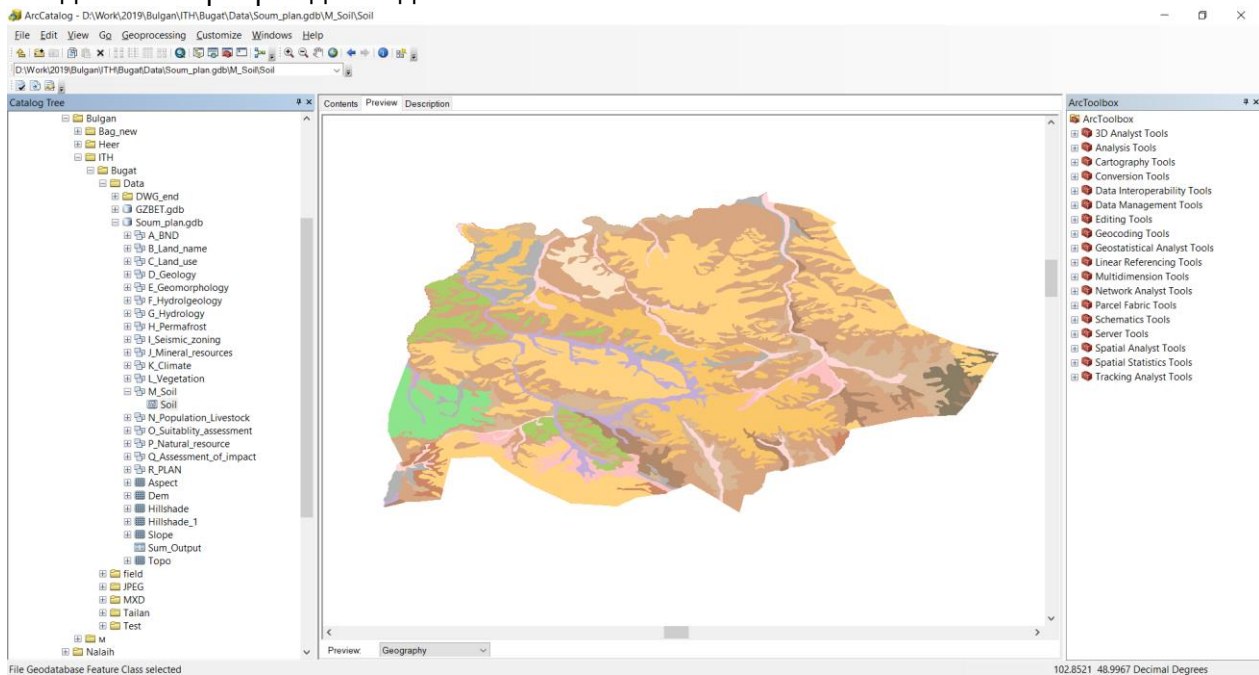 ArcCatalog - D:\Work\2019\Bulgan\ITH\Bugat\Data\Soum_plan.gdb\M_Soil\Soil
File Edit View Go Geoprocessing Customize Windows Help
D:\Work\2019\Bulgan\ITH\Bugat\Data\Soum_plan.gdb\M_Soil\Soil
Catalog Tree
Bulgan
Bag_new
Heer
ITH
Bugat
Data
DWG_end
GZBET.gdb
Soum_plan.gdb
A_BND
B_Land_name
C_Land_use
D_Geology
E_Geomorphology
F_Hydrolgeology
G_Hydrology
H_Permafrost
I_Seismic_zoning
J_Mineral_resources
K_Climate
L_Vegetation
M_Soil
Soil
N_Population_Livestock
O_Suitablity_assessment
P_Natural_resource
Q_Assessment_of_impact
R_PLAN
Aspect
Dem
Hillshade
Hillshade_1
Slope
Sum_Output
Topo
field
JPEG
MXD
Tailan
Test
м
Nalaih
Contents Preview Description
Preview: Geography
ArcToolbox
ArcToolbox
3D Analyst Tools
Analysis Tools
Cartography Tools
Conversion Tools
Data Interoperability Tools
Data Management Tools
Editing Tools
Geocoding Tools
Geostatistical Analyst Tools
Linear Referencing Tools
Multidimension Tools
Network Analyst Tools
Parcel Fabric Tools
Schematics Tools
Server Tools
Spatial Analyst Tools
Spatial Statistics Tools
Tracking Analyst Tools
File Geodatabase Feature Class selected
102.8521 48.9967 Decimal Degrees